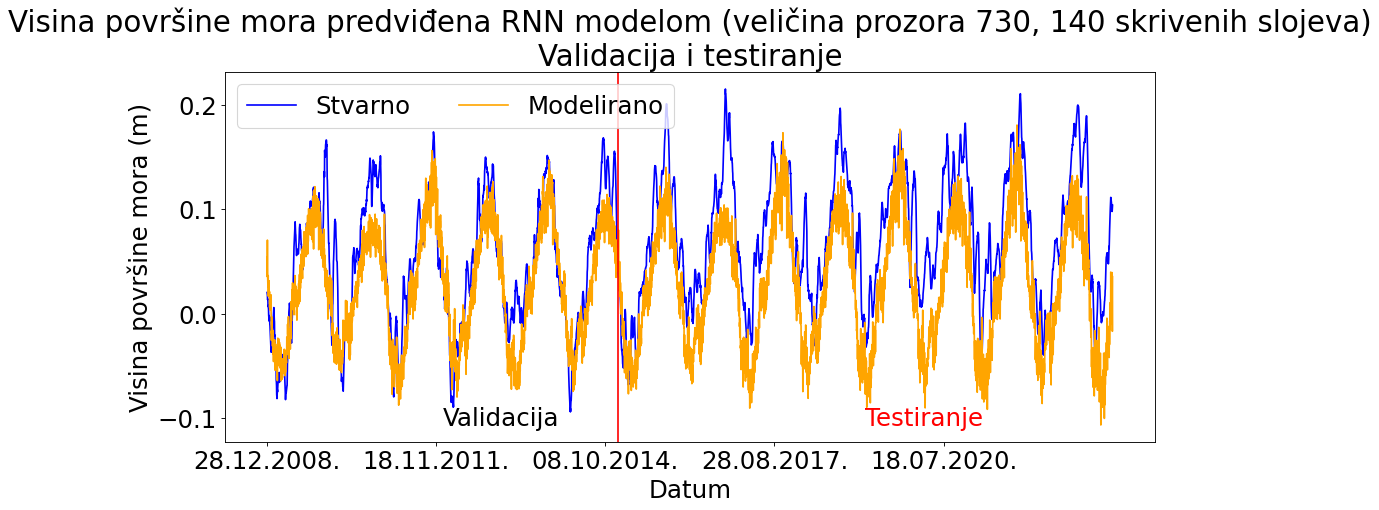 Visina površine mora predviđena RNN modelom (veličina prozora 730, 140 skrivenih slojeva)
Validacija i testiranje
Stvarno
Modelirano
Visina površine mora (m)
0.2
0.1
0.0
−0.1
Validacija
Testiranje
28.12.2008.
18.11.2011.
08.10.2014.
28.08.2017.
18.07.2020.
Datum